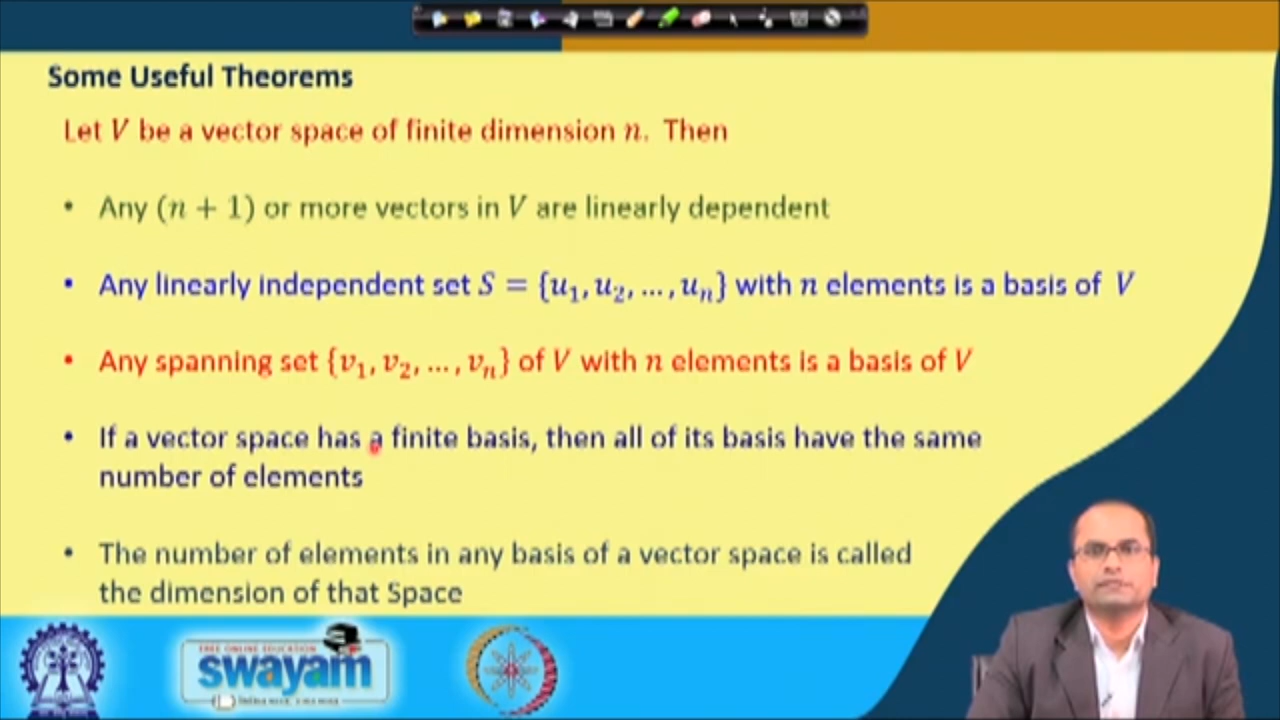 Some Useful Theorems
Let V be a vector space of finite dimension n. Then
• Any (n + 1) or more vectors in V are linearly dependent
• Any linearly independent set S = {u₁, u₂, … , uₙ} with n elements is a basis of V
• Any spanning set {v₁, v₂, … , vₙ} of V with n elements is a basis of V
• If a vector space has a finite basis, then all of its basis have the same
number of elements
• The number of elements in any basis of a vector space is called
the dimension of that Space
FREE ONLINE EDUCATION
swayam